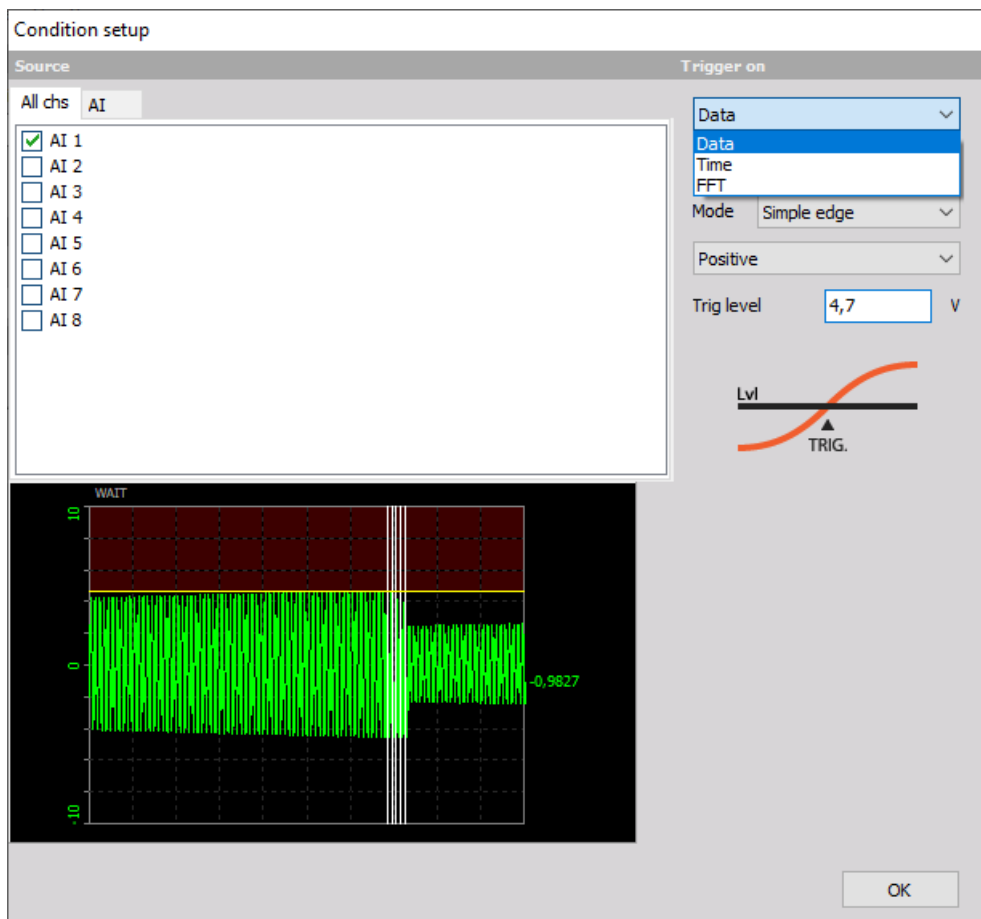 Condition setup
Source
Trigger on
All chs AI
AI 1
AI 2
AI 3
AI 4
AI 5
AI 6
AI 7
AI 8
Data
Data
Time
FFT
Mode Simple edge
Positive
Trig level 4,7 V
Lvl
TRIG.
WAIT
10
0
-0,9827
-10
OK